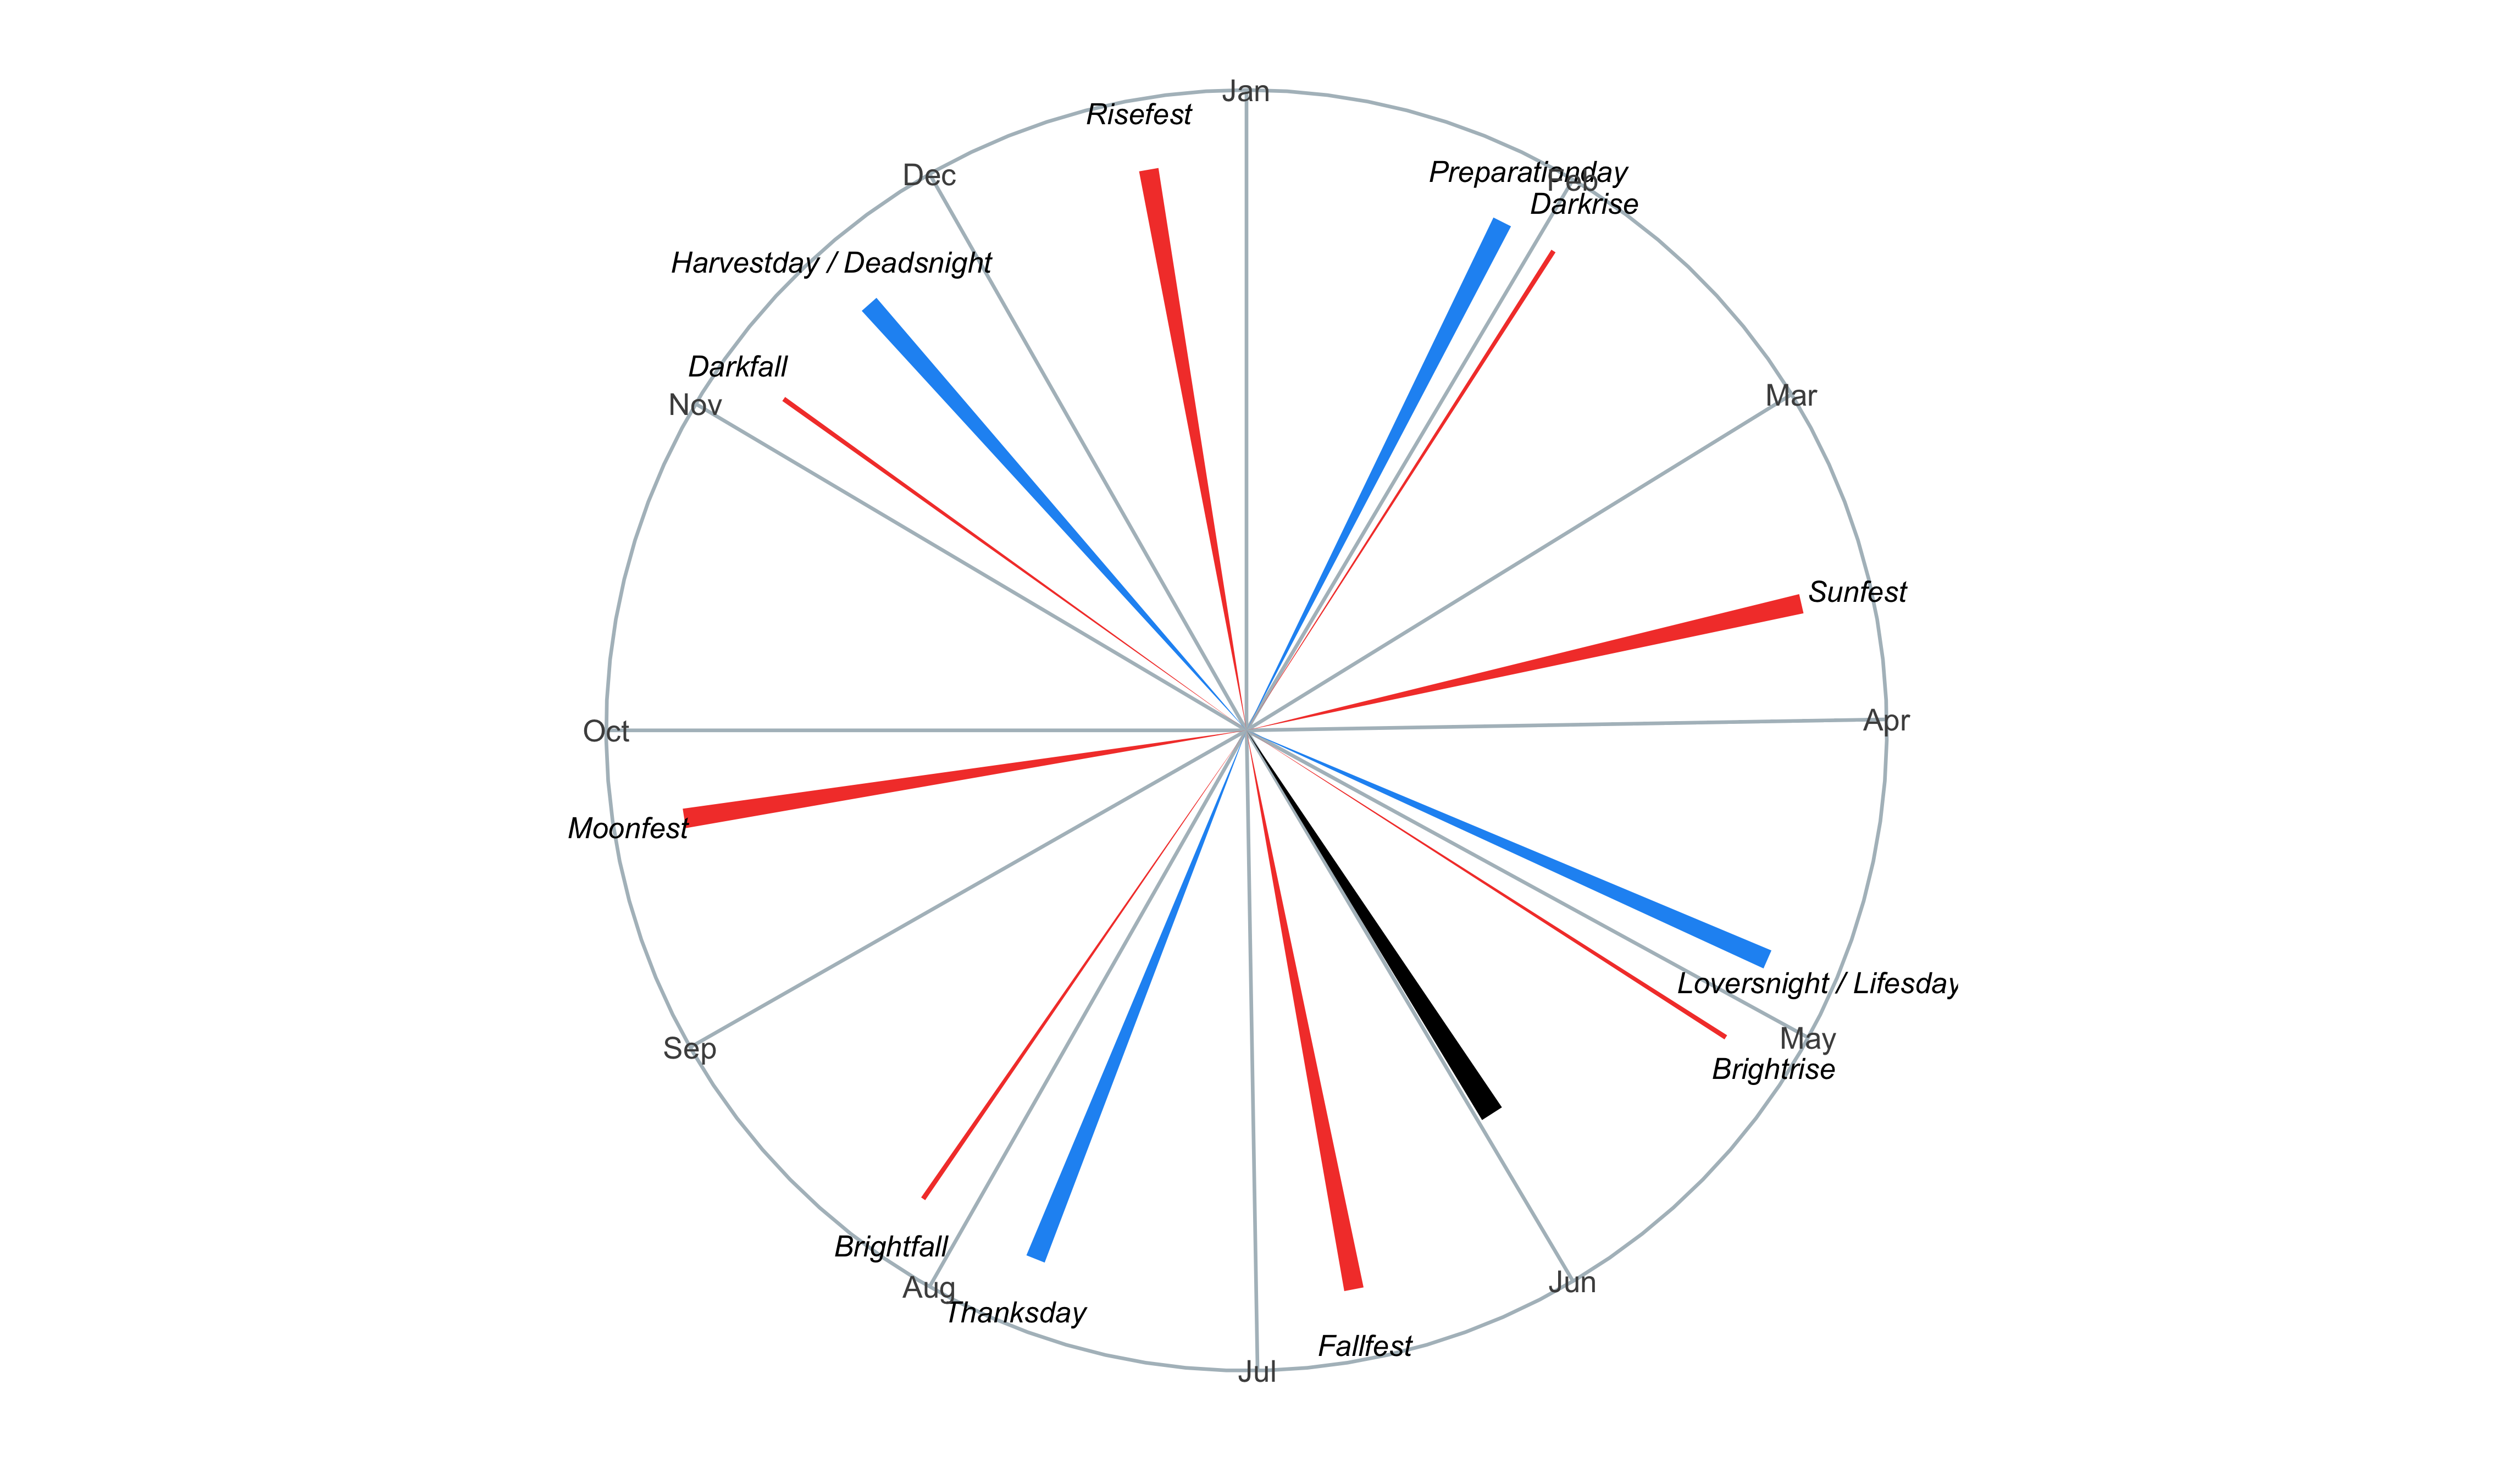 Jan
Risefest
Preparationday
Dec
Feb
Darkrise
Harvestday / Deadsnight
Darkfall
Mar
Nov
Sunfest
Apr
Oct
Moonfest
Loversnight / Lifesday
May
Sep
Brightrise
Brightfall
Jun
Aug
Thanksday
Fallfest
Jul